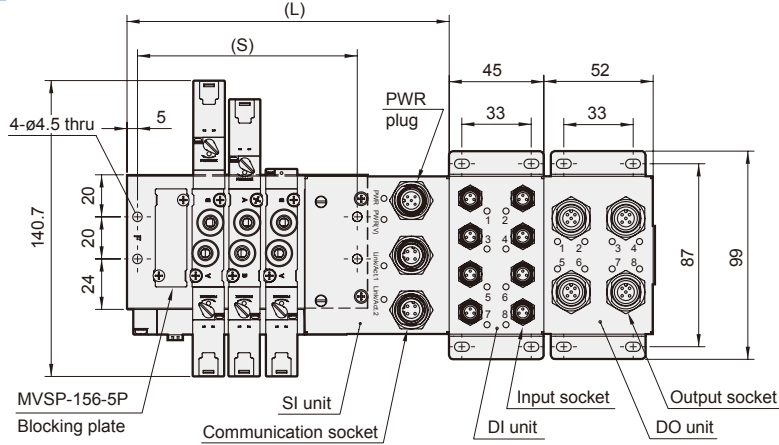 (L)
(S)
45
52
PWR
plug
33
33
4-ø4.5 thru
5
20
20
24
140.7
PWR
PWR(V)
Link/Act.1
Link/Act.2
A
B
B
A
1
2
3
4
5
6
7
8
1
2
3
4
5
6
7
8
87
99
MVSP-156-5P
Blocking plate
SI unit
Communication socket
Input socket
DI unit
Output socket
DO unit